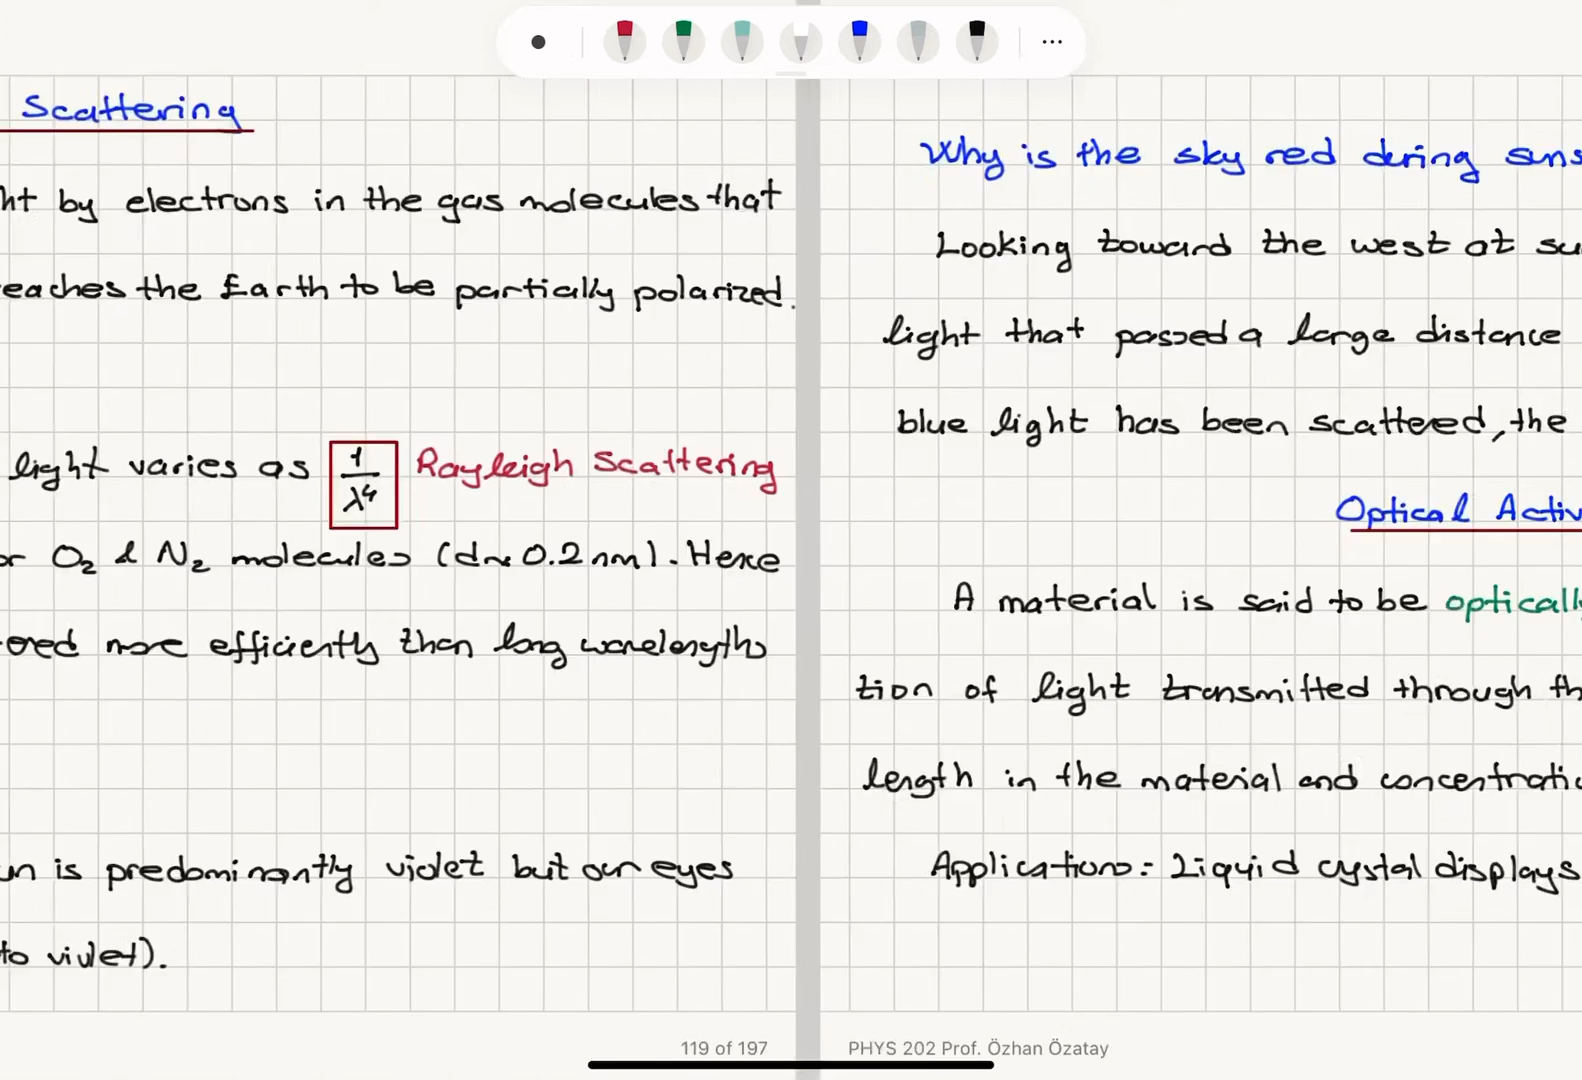 Scattering
ht by electrons in the gas molecules that
eaches the Earth to be partially polarized.
light varies as 1/λ⁴ Rayleigh Scattering
or O₂ & N₂ molecules (d~0.2nm). Hence
ered more efficiently than long wavelengths
un is predominantly violet but our eyes
to violet).
119 of 197
Why is the sky red during suns
Looking toward the west at su
light that passed a large distance
blue light has been scattered, the
Optical Activ
A material is said to be optically
tion of light transmitted through th
length in the material and concentratio
Applications: Liquid crystal displays
PHYS 202 Prof. Özhan Özatay